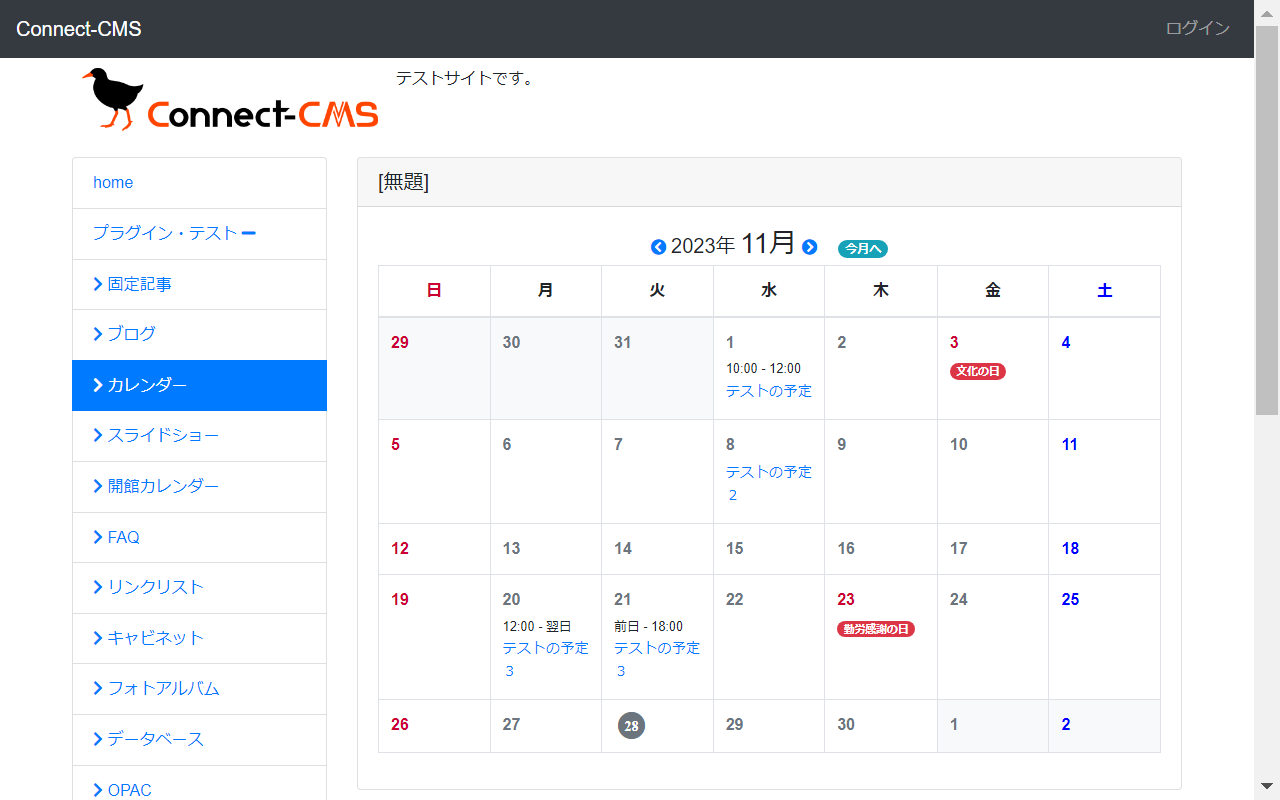 Connect-CMS
ログイン
Connect-CMS
テストサイトです。
home
プラグイン・テスト
固定記事
ブログ
カレンダー
スライドショー
開館カレンダー
FAQ
リンクリスト
キャビネット
フォトアルバム
データベース
OPAC
[無題]
2023年 11月 今月へ
日 月 火 水 木 金 土
29 30 31 1 2 3 4
10:00 - 12:00
テストの予定
文化の日
5 6 7 8 9 10 11
テストの予定
2
12 13 14 15 16 17 18
19 20 21 22 23 24 25
12:00 - 翌日
テストの予定
3
前日 - 18:00
テストの予定
3
勤労感謝の日
26 27 28 29 30 1 2